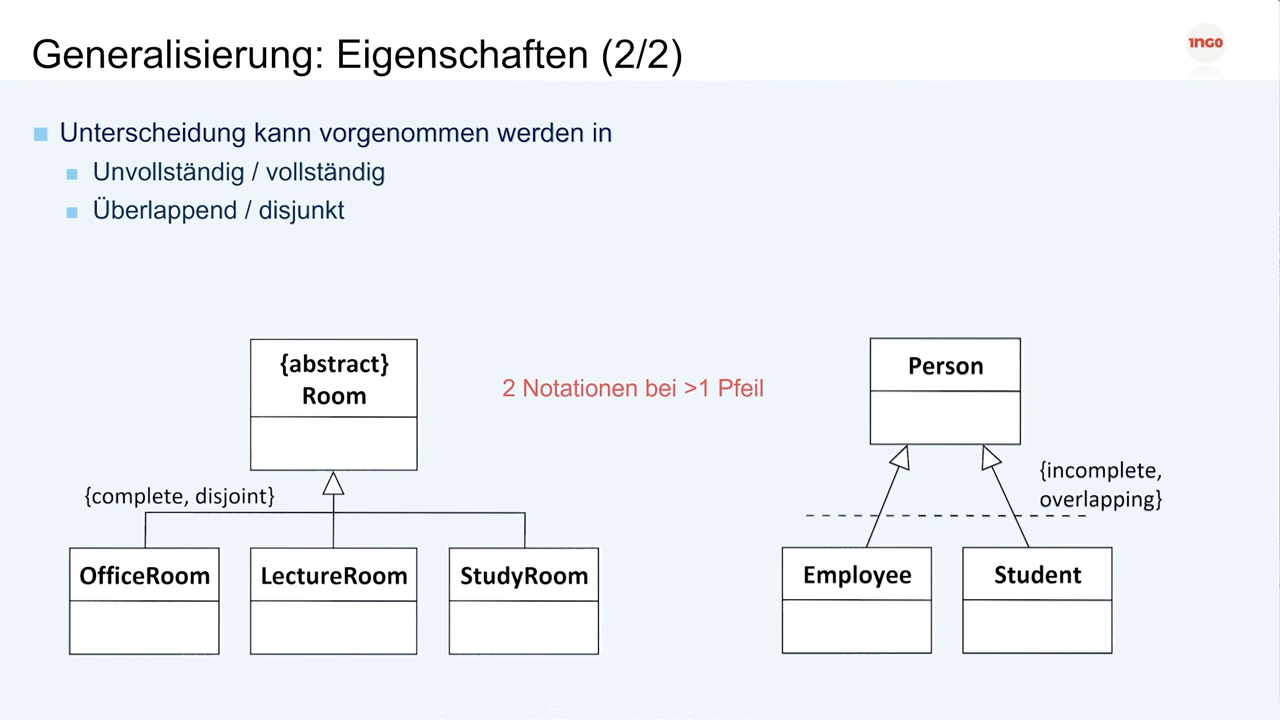 Generalisierung: Eigenschaften (2/2)
1NGO
Unterscheidung kann vorgenommen werden in
Unvollständig / vollständig
Überlappend / disjunkt
{abstract}
Room
2 Notationen bei >1 Pfeil
Person
{complete, disjoint}
{incomplete,
overlapping}
OfficeRoom
LectureRoom
StudyRoom
Employee
Student